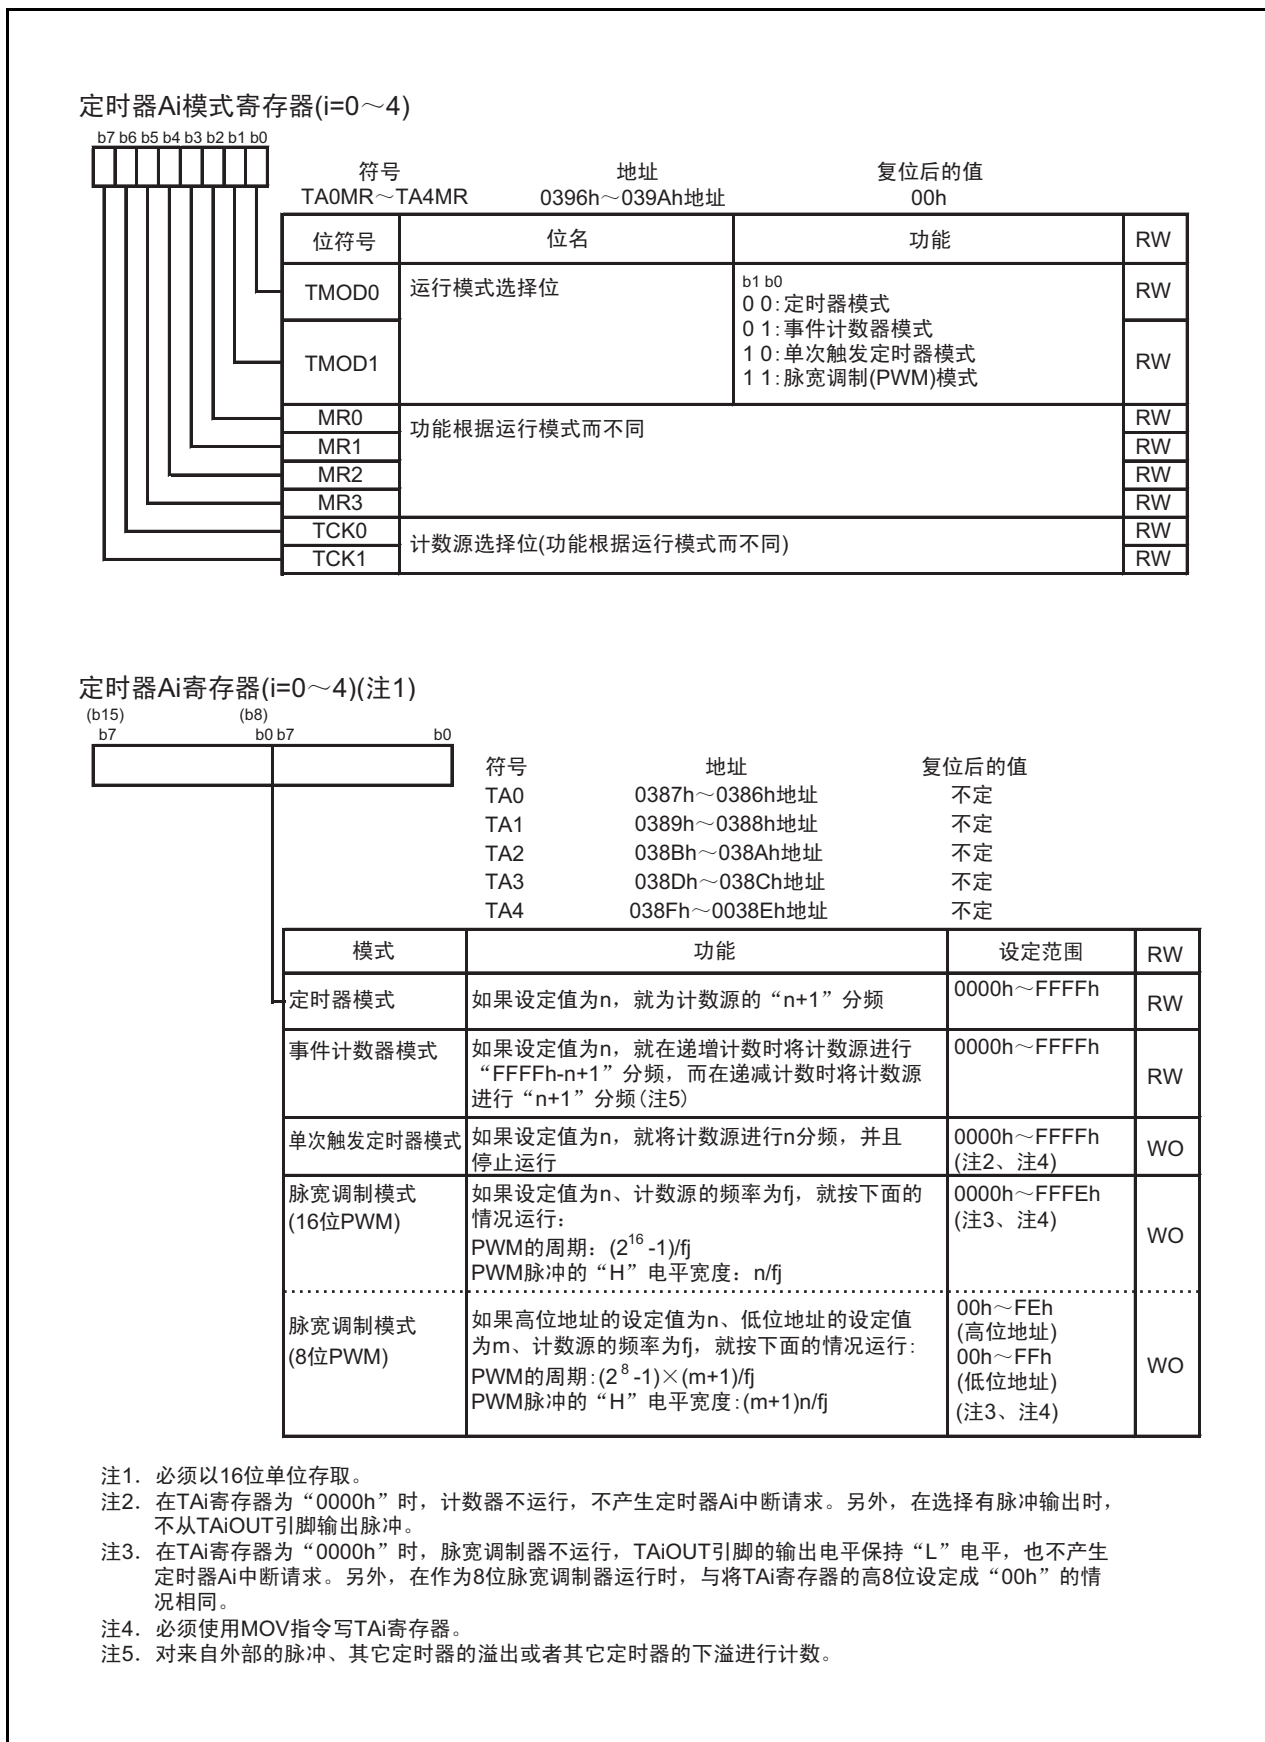 定时器Ai模式寄存器(i=0～4)
b7 b6 b5 b4 b3 b2 b1 b0
符号 地址 复位后的值
TA0MR～TA4MR 0396h～039Ah地址 00h
位符号 位名 功能 RW
TMOD0 运行模式选择位 b1 b0 RW
0 0:定时器模式
0 1:事件计数器模式
TMOD1 1 0:单次触发定时器模式 RW
1 1:脉宽调制(PWM)模式
MR0 功能根据运行模式而不同 RW
MR1 RW
MR2 RW
MR3 RW
TCK0 计数源选择位(功能根据运行模式而不同) RW
TCK1 RW
定时器Ai寄存器(i=0～4)(注1)
(b15) (b8)
b7 b0 b7 b0
符号 地址 复位后的值
TA0 0387h～0386h地址 不定
TA1 0389h～0388h地址 不定
TA2 038Bh～038Ah地址 不定
TA3 038Dh～038Ch地址 不定
TA4 038Fh～0038Eh地址 不定
模式 功能 设定范围 RW
定时器模式 如果设定值为n，就为计数源的“n+1”分频 0000h～FFFFh RW
事件计数器模式 如果设定值为n，就在递增计数时将计数源进行 0000h～FFFFh RW
“FFFFh-n+1”分频，而在递减计数时将计数源
进行“n+1”分频(注5)
单次触发定时器模式 如果设定值为n，就将计数源进行n分频，并且 0000h～FFFFh WO
停止运行 (注2、注4)
脉宽调制模式 如果设定值为n、计数源的频率为fj，就按下面的 0000h～FFFEh WO
(16位PWM) 情况运行： (注3、注4)
PWM的周期：(2^16 -1)/fj
PWM脉冲的“H”电平宽度：n/fj
脉宽调制模式 如果高位地址的设定值为n、低位地址的设定值 00h～FEh WO
(8位PWM) 为m、计数源的频率为fj，就按下面的情况运行: (高位地址)
PWM的周期:(2^8 -1)×(m+1)/fj 00h～FFh
PWM脉冲的“H”电平宽度:(m+1)n/fj (低位地址)
(注3、注4)
注1．必须以16位单位存取。
注2．在TAi寄存器为“0000h”时，计数器不运行，不产生定时器Ai中断请求。另外，在选择有脉冲输出时，
不从TAiOUT引脚输出脉冲。
注3．在TAi寄存器为“0000h”时，脉宽调制器不运行，TAiOUT引脚的输出电平保持“L”电平，也不产生
定时器Ai中断请求。另外，在作为8位脉宽调制器运行时，与将TAi寄存器的高8位设定成“00h”的情
况相同。
注4．必须使用MOV指令写TAi寄存器。
注5．对来自外部的脉冲、其它定时器的溢出或者其它定时器的下溢进行计数。